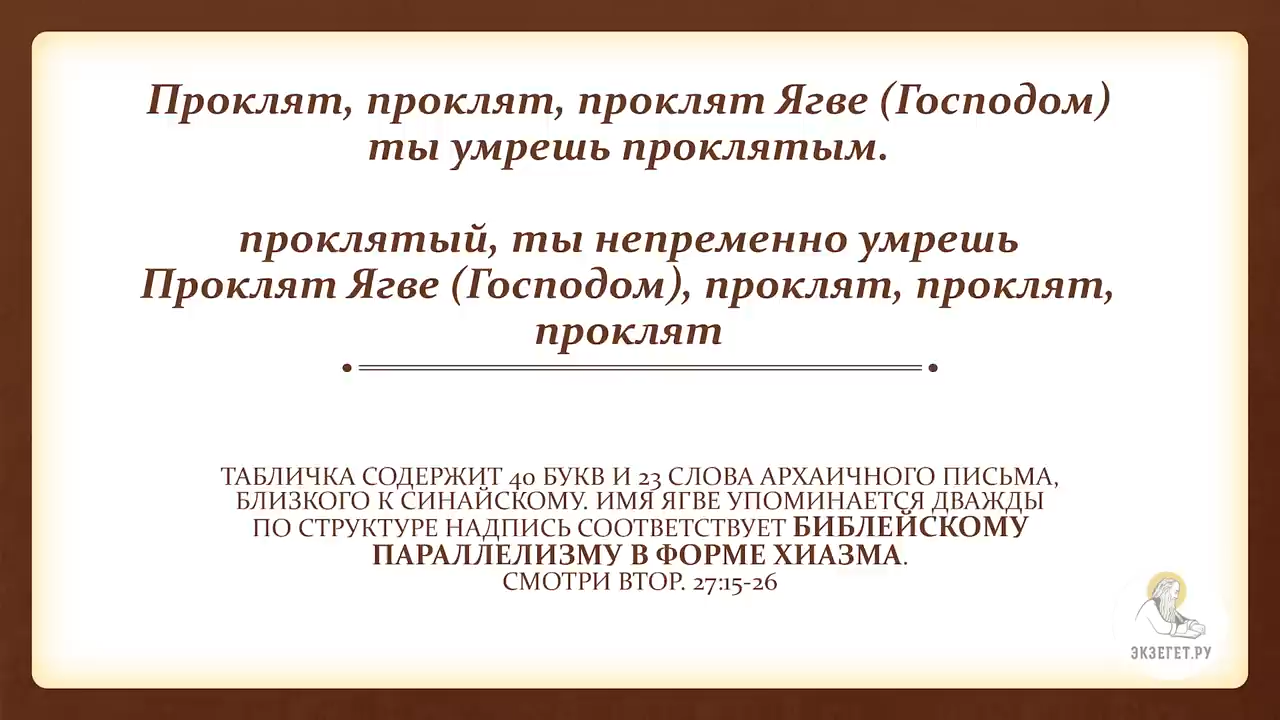 Проклят, проклят, проклят Ягве (Господом)
ты умрешь проклятым.
проклятый, ты непременно умрешь
Проклят Ягве (Господом), проклят, проклят,
проклят
ТАБЛИЧКА СОДЕРЖИТ 40 БУКВ И 23 СЛОВА АРХАИЧНОГО ПИСЬМА,
БЛИЗКОГО К СИНАЙСКОМУ. ИМЯ ЯГВЕ УПОМИНАЕТСЯ ДВАЖДЫ
ПО СТРУКТУРЕ НАДПИСЬ СООТВЕТСТВУЕТ БИБЛЕЙСКОМУ
ПАРАЛЛЕЛИЗМУ В ФОРМЕ ХИАЗМА.
СМОТРИ ВТОР. 27:15-26
ЭКЗЕГЕТ.РУ